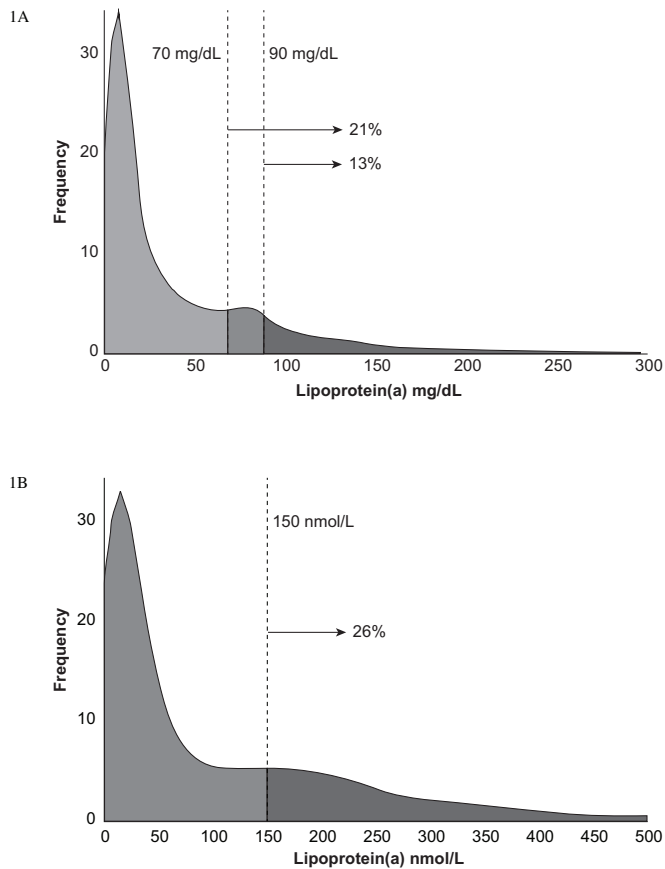 1A
70 mg/dL 90 mg/dL
30
21%
13%
20
Frequency
10
0
0 50 100 150 200 250 300
Lipoprotein(a) mg/dL
1B
30
150 nmol/L
26%
20
Frequency
10
0
0 50 100 150 200 250 300 350 400 450 500
Lipoprotein(a) nmol/L